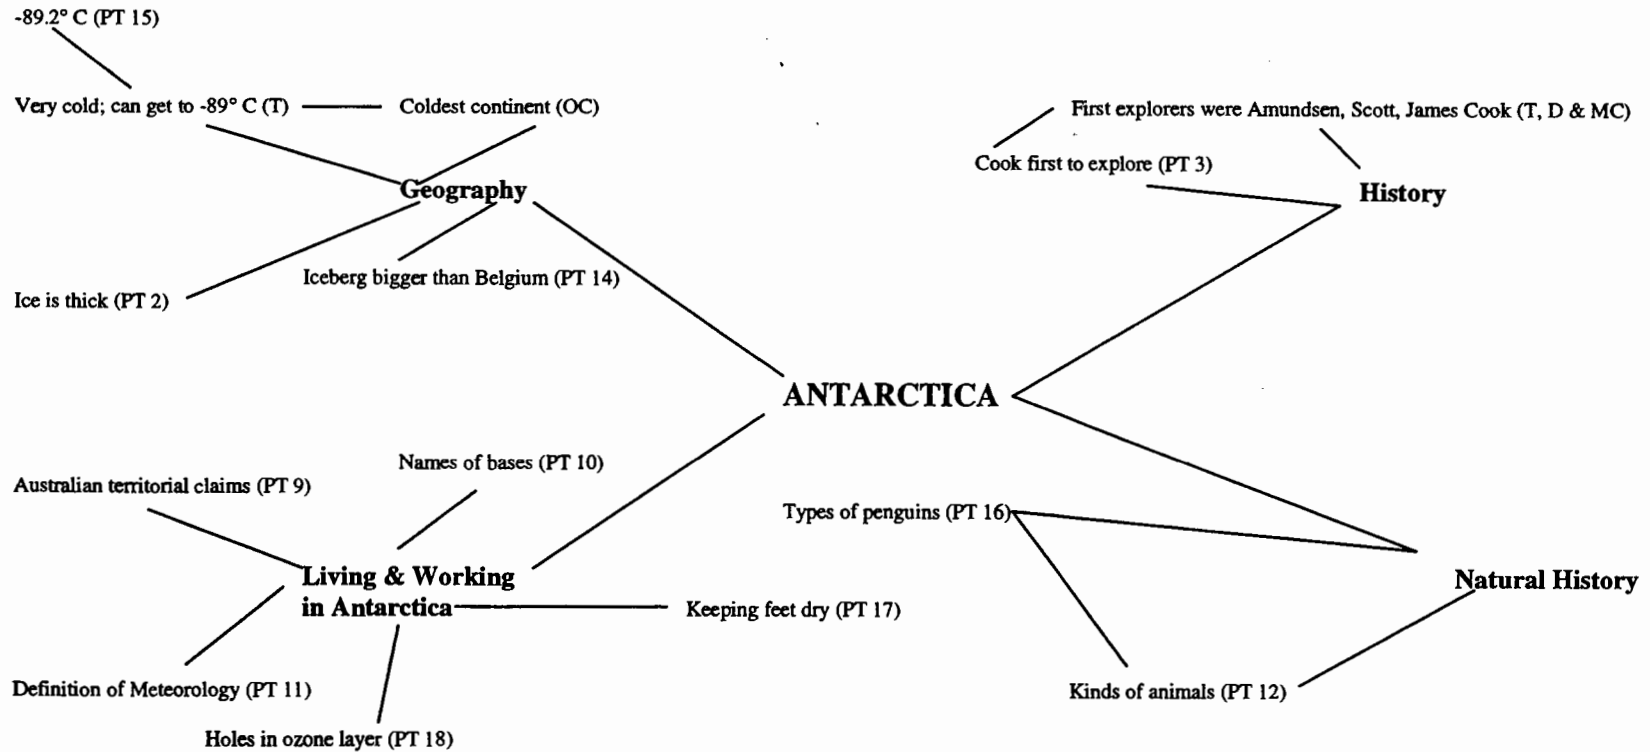 -89.2° C (PT 15)
Very cold; can get to -89° C (T)
Coldest continent (OC)
First explorers were Amundsen, Scott, James Cook (T, D & MC)
Cook first to explore (PT 3)
Geography
History
Iceberg bigger than Belgium (PT 14)
Ice is thick (PT 2)
ANTARCTICA
Names of bases (PT 10)
Australian territorial claims (PT 9)
Types of penguins (PT 16)
Living & Working
in Antarctica
Natural History
Keeping feet dry (PT 17)
Definition of Meteorology (PT 11)
Kinds of animals (PT 12)
Holes in ozone layer (PT 18)